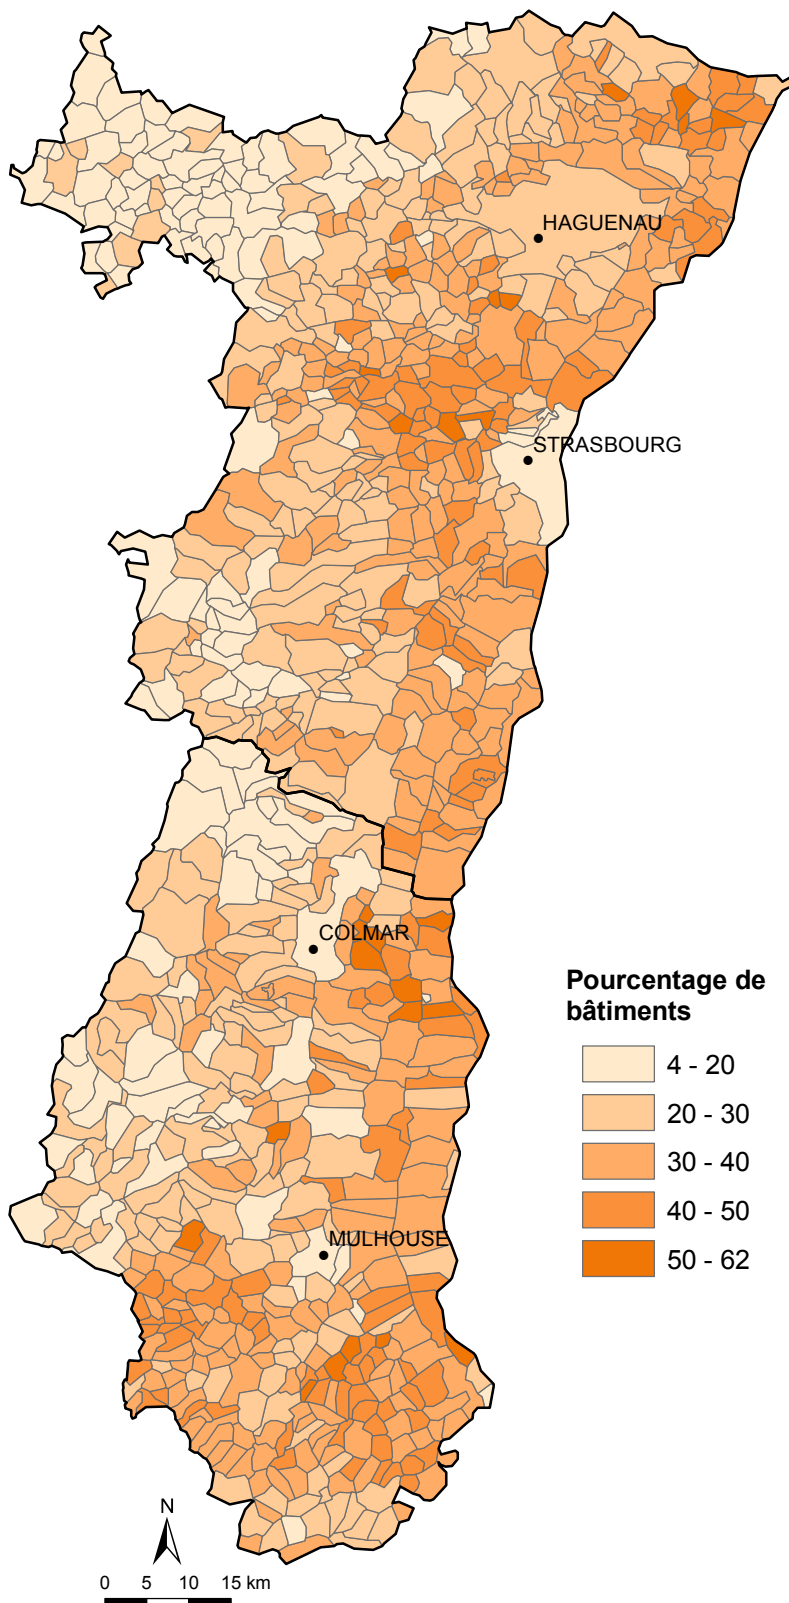 HAGUENAU
STRASBOURG
COLMAR
Pourcentage de
bâtiments
4 - 20
20 - 30
30 - 40
40 - 50
50 - 62
MULHOUSE
N
0 5 10 15 km